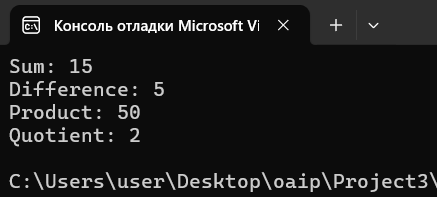 Консоль отладки Microsoft Vi
Sum: 15
Difference: 5
Product: 50
Quotient: 2
C:\Users\user\Desktop\oaip\Project3\